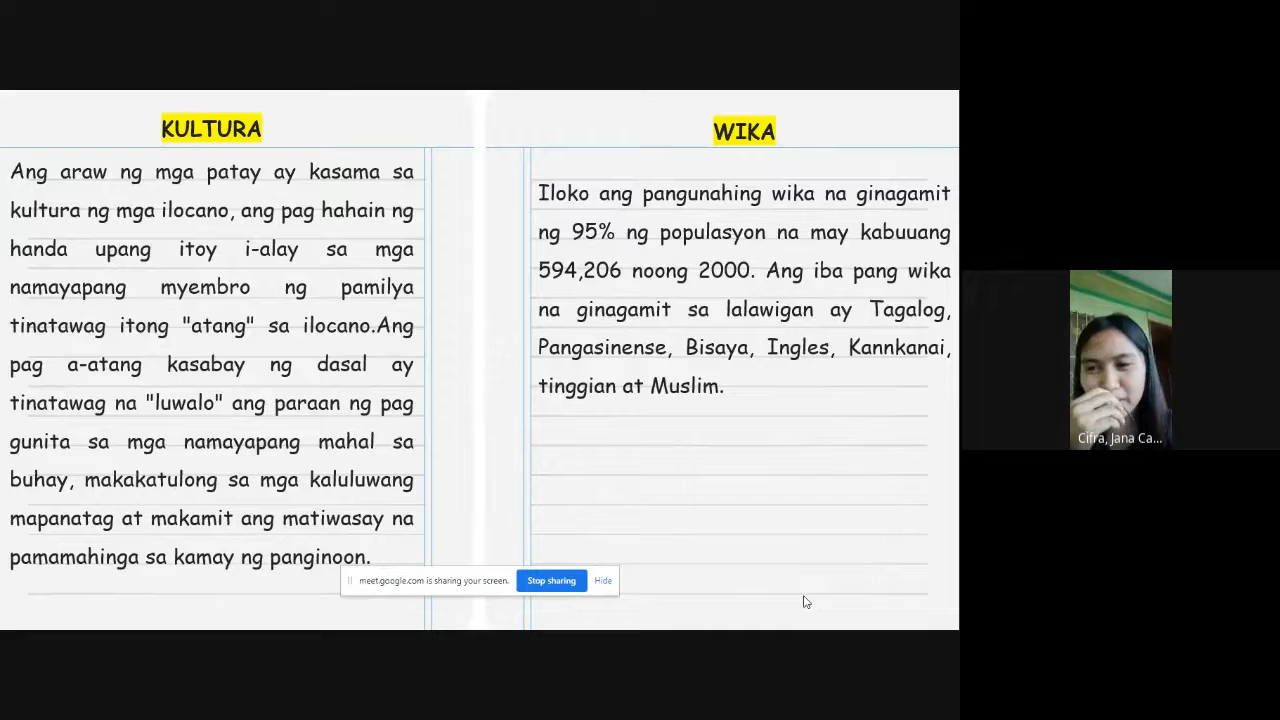 KULTURA
Ang araw ng mga patay ay kasama sa
kultura ng mga ilocano, ang pag hahain ng
handa upang itoy i-alay sa mga
namayapang myembro ng pamilya
tinatawag itong "atang" sa ilocano.Ang
pag a-atang kasabay ng dasal ay
tinatawag na "luwalo" ang paraan ng pag
gunita sa mga namayapang mahal sa
buhay, makakatulong sa mga kaluluwang
mapanatag at makamit ang matiwasay na
pamamahinga sa kamay ng panginoon.
WIKA
Iloko ang pangunahing wika na ginagamit
ng 95% ng populasyon na may kabuuang
594,206 noong 2000. Ang iba pang wika
na ginagamit sa lalawigan ay Tagalog,
Pangasinense, Bisaya, Ingles, Kannkanai,
tinggian at Muslim.
meet.google.com is sharing your screen.
Stop sharing
Hide
Cifra, Jana Ca...